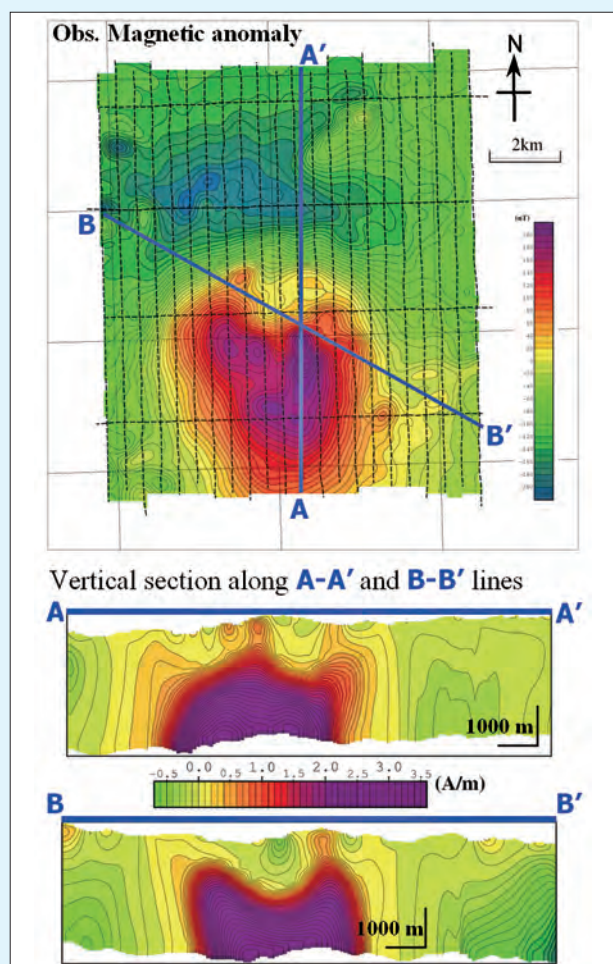 Obs. Magnetic anomaly
A′
N
2km
B
(nT)
B′
A
Vertical section along A-A′ and B-B′ lines
A
A′
1000 m
-0.5 0.0 0.5 1.0 1.5 2.0 2.5 3.0 3.5 (A/m)
B
B′
1000 m